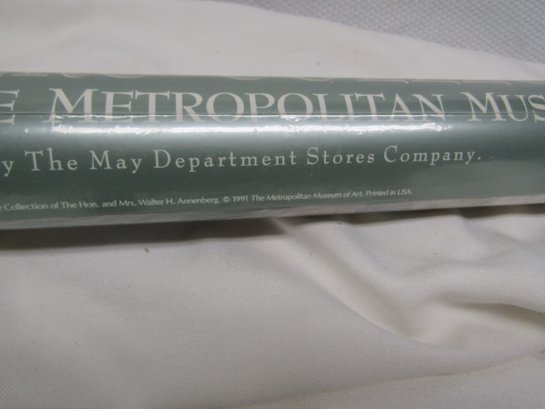 E METROPOLITAN MUS
y THE MAY DEPARTMENT STORES COMPANY.
Collection of The Hon. and Mrs. Walter H. Annenberg. © 1991 The Metropolitan Museum of Art. Printed in USA.